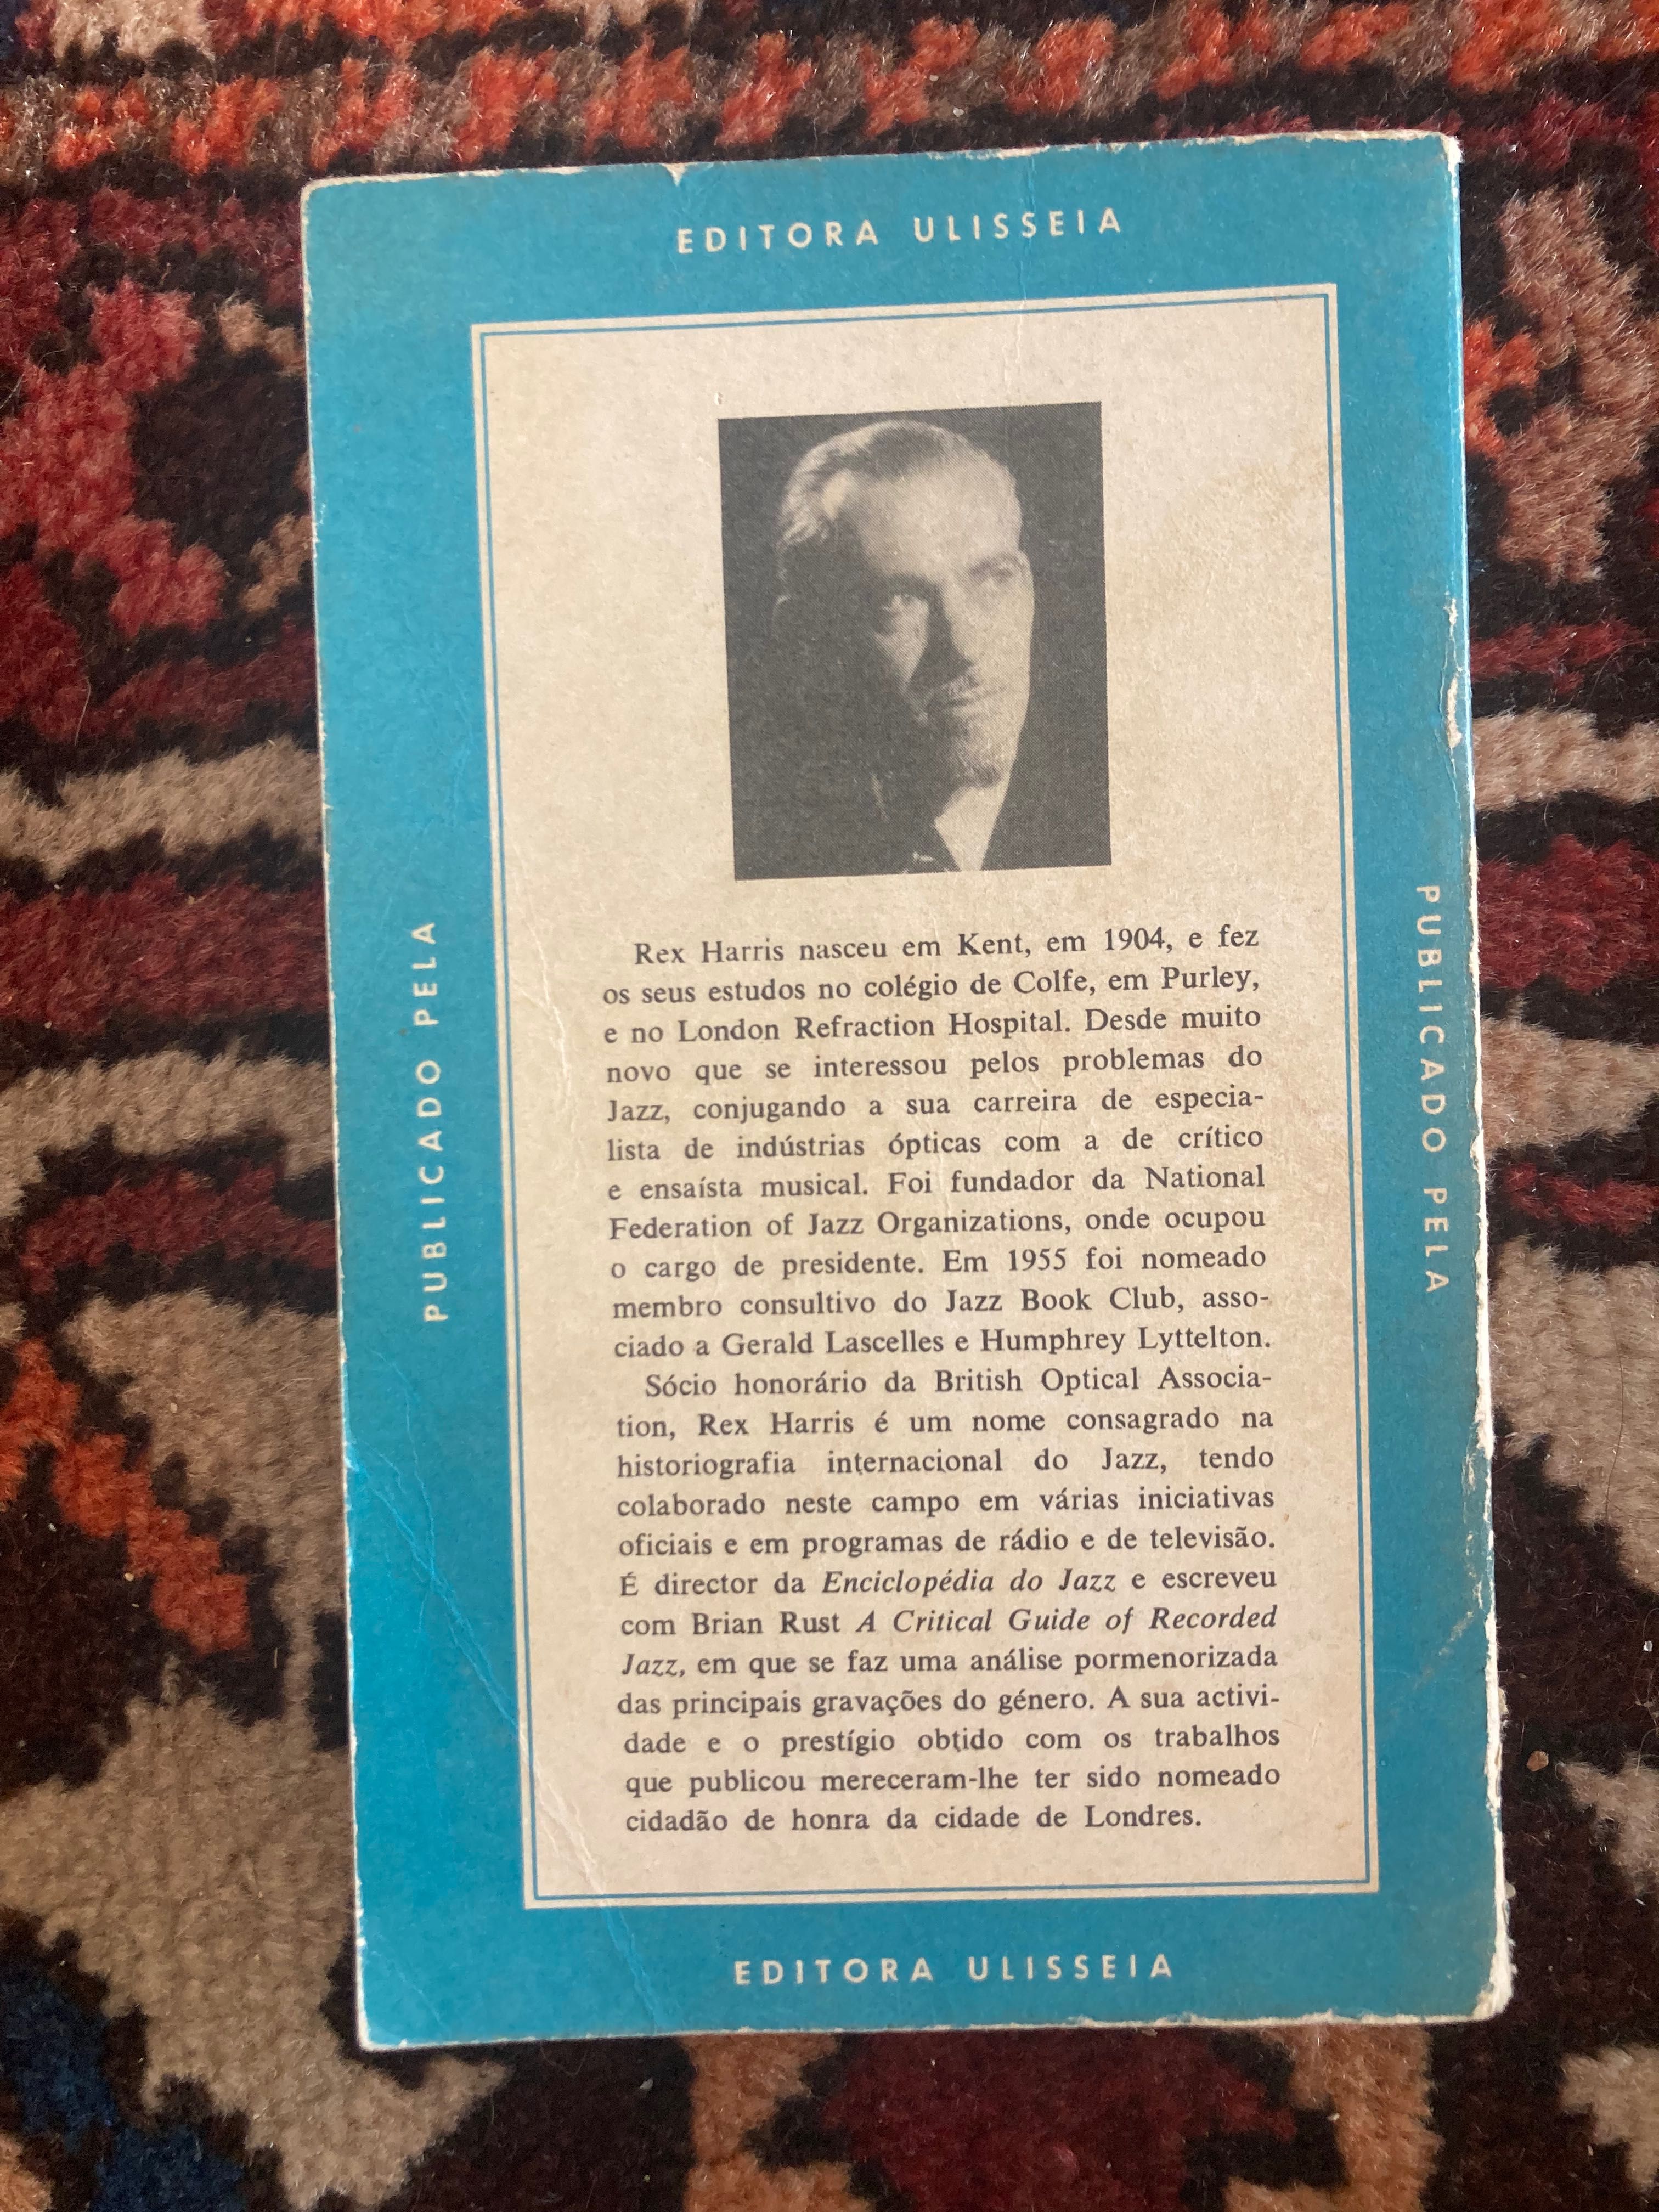 EDITORA ULISSEIA
PUBLICADO PELA
PUBLICADO PELA
Rex Harris nasceu em Kent, em 1904, e fez
os seus estudos no colégio de Colfe, em Purley,
e no London Refraction Hospital. Desde muito
novo que se interessou pelos problemas do
Jazz, conjugando a sua carreira de especia-
lista de indústrias ópticas com a de crítico
e ensaísta musical. Foi fundador da National
Federation of Jazz Organizations, onde ocupou
o cargo de presidente. Em 1955 foi nomeado
membro consultivo do Jazz Book Club, asso-
ciado a Gerald Lascelles e Humphrey Lyttelton.
Sócio honorário da British Optical Associa-
tion, Rex Harris é um nome consagrado na
historiografia internacional do Jazz, tendo
colaborado neste campo em várias iniciativas
oficiais e em programas de rádio e de televisão.
É director da Enciclopédia do Jazz e escreveu
com Brian Rust A Critical Guide of Recorded
Jazz, em que se faz uma análise pormenorizada
das principais gravações do género. A sua activi-
dade e o prestígio obtido com os trabalhos
que publicou mereceram-lhe ter sido nomeado
cidadão de honra da cidade de Londres.
EDITORA ULISSEIA